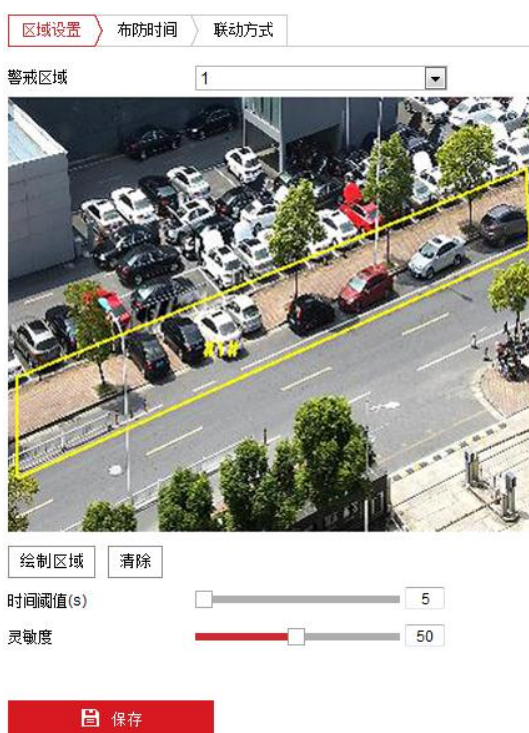 区域设置 布防时间 联动方式
警戒区域 1
#1#
绘制区域 清除
时间阈值(s) 5
灵敏度 50
保存